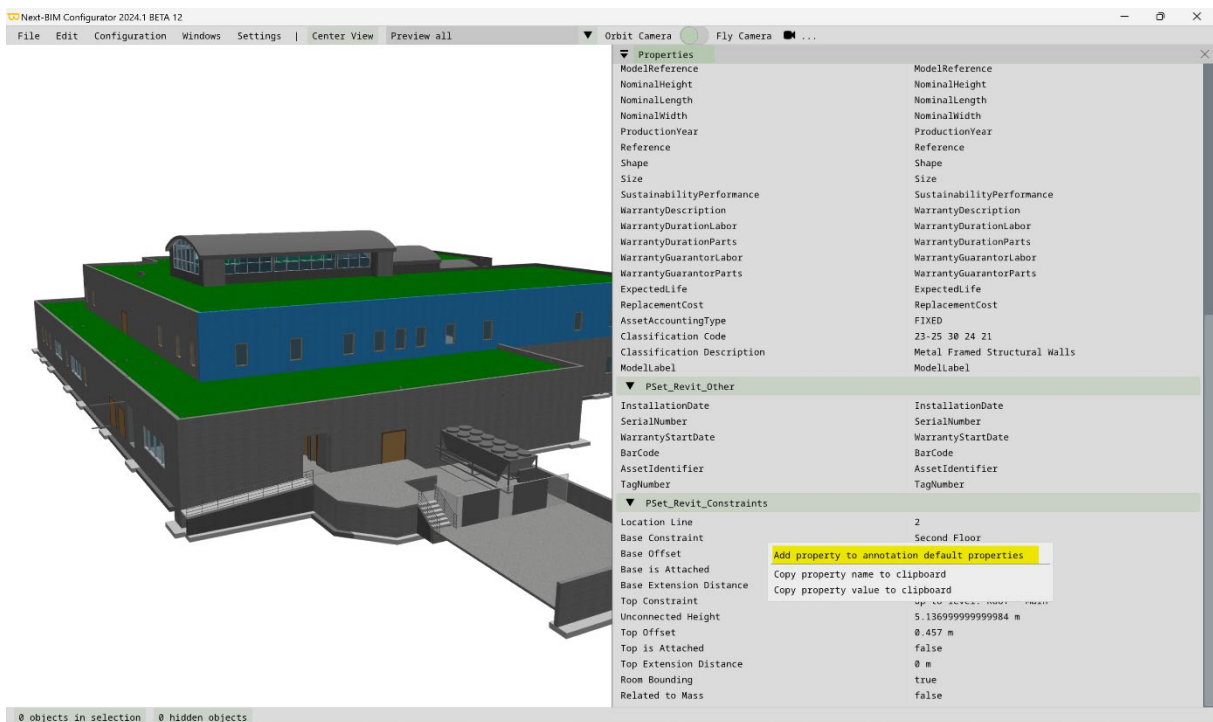 Next-BIM Configurator 2024.1 BETA 12
File Edit Configuration Windows Settings | Center View Preview all Orbit Camera Fly Camera ...
Properties
ModelReference ModelReference
NominalHeight NominalHeight
NominalLength NominalLength
NominalWidth NominalWidth
ProductionYear ProductionYear
Reference Reference
Shape Shape
Size Size
SustainabilityPerformance SustainabilityPerformance
WarrantyDescription WarrantyDescription
WarrantyDurationLabor WarrantyDurationLabor
WarrantyDurationParts WarrantyDurationParts
WarrantyGuarantorLabor WarrantyGuarantorLabor
WarrantyGuarantorParts WarrantyGuarantorParts
ExpectedLife ExpectedLife
ReplacementCost ReplacementCost
AssetAccountingType FIXED
Classification Code 23-25 30 24 21
Classification Description Metal Framed Structural Walls
ModelLabel ModelLabel
PSet_Revit_Other
InstallationDate InstallationDate
SerialNumber SerialNumber
WarrantyStartDate WarrantyStartDate
BarCode BarCode
AssetIdentifier AssetIdentifier
TagNumber TagNumber
PSet_Revit_Constraints
Location Line 2
Base Constraint Second Floor
Base Offset
Add property to annotation default properties
Base is Attached
Copy property name to clipboard
Base Extension Distance
Copy property value to clipboard
Top Constraint
Unconnected Height 5.136999999999984 m
Top Offset 0.457 m
Top is Attached false
Top Extension Distance 0 m
Room Bounding true
Related to Mass false
0 objects in selection 0 hidden objects